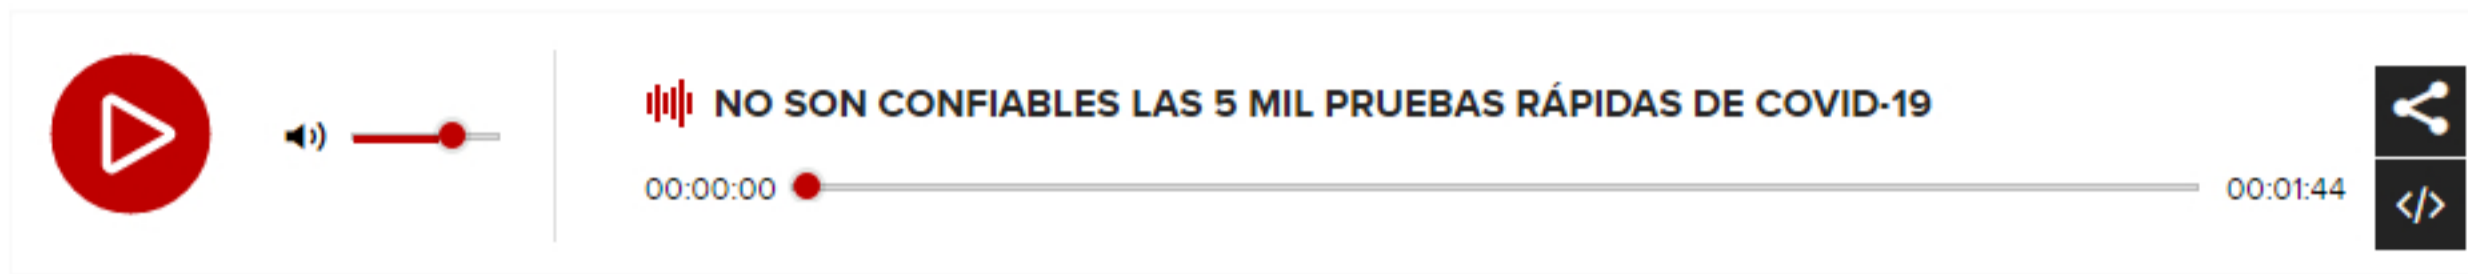 NO SON CONFIABLES LAS 5 MIL PRUEBAS RÁPIDAS DE COVID-19
00:00:00 00:01:44